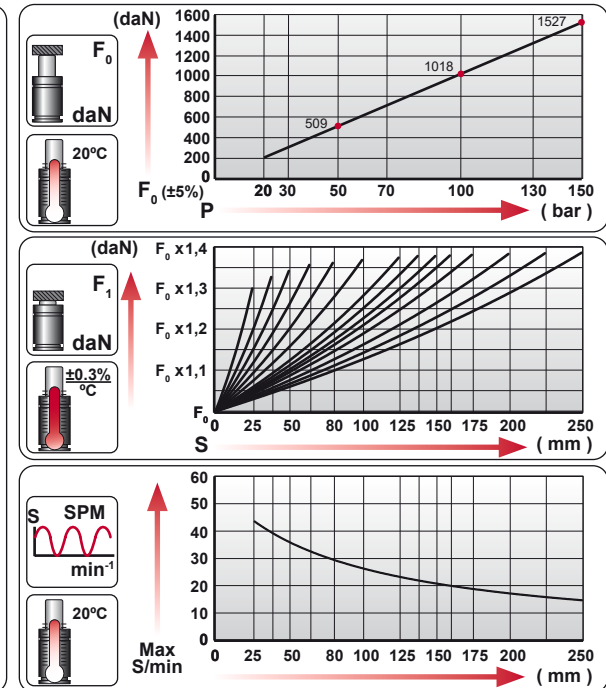 (daN)
F₀
daN
20ºC
F₀ (±5%)
1600
1400
1200
1000
800
600
400
200
0
509
1018
1527
20 30 50 70 100 130 150
P ( bar )
(daN)
F₁
daN
±0.3%
ºC
F₀ x1,4
F₀ x1,3
F₀ x1,2
F₀ x1,1
F₀
0 25 50 75 100 125 150 175 200 225 250
S ( mm )
S SPM
min⁻¹
20ºC
Max
S/min
60
50
40
30
20
10
0
0 25 50 80 100 125 150 175 200 250
( mm )